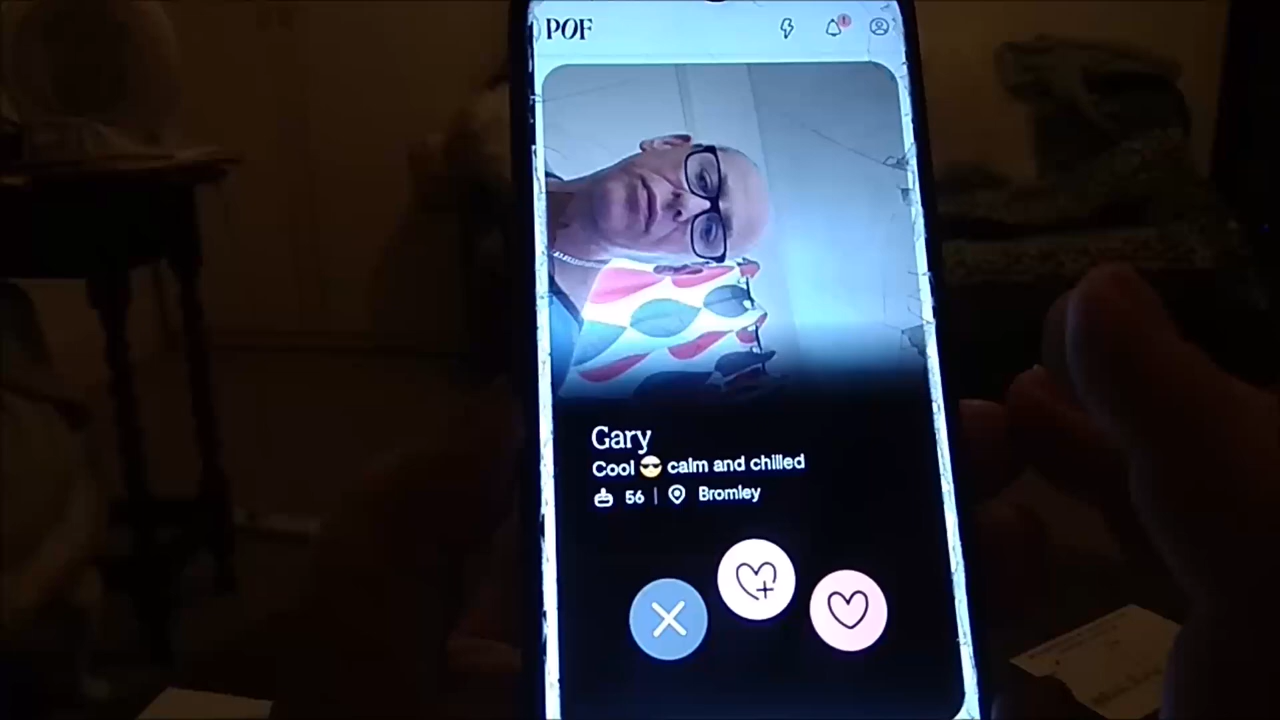 POF
Gary
Cool 😎 calm and chilled
56 | Bromley